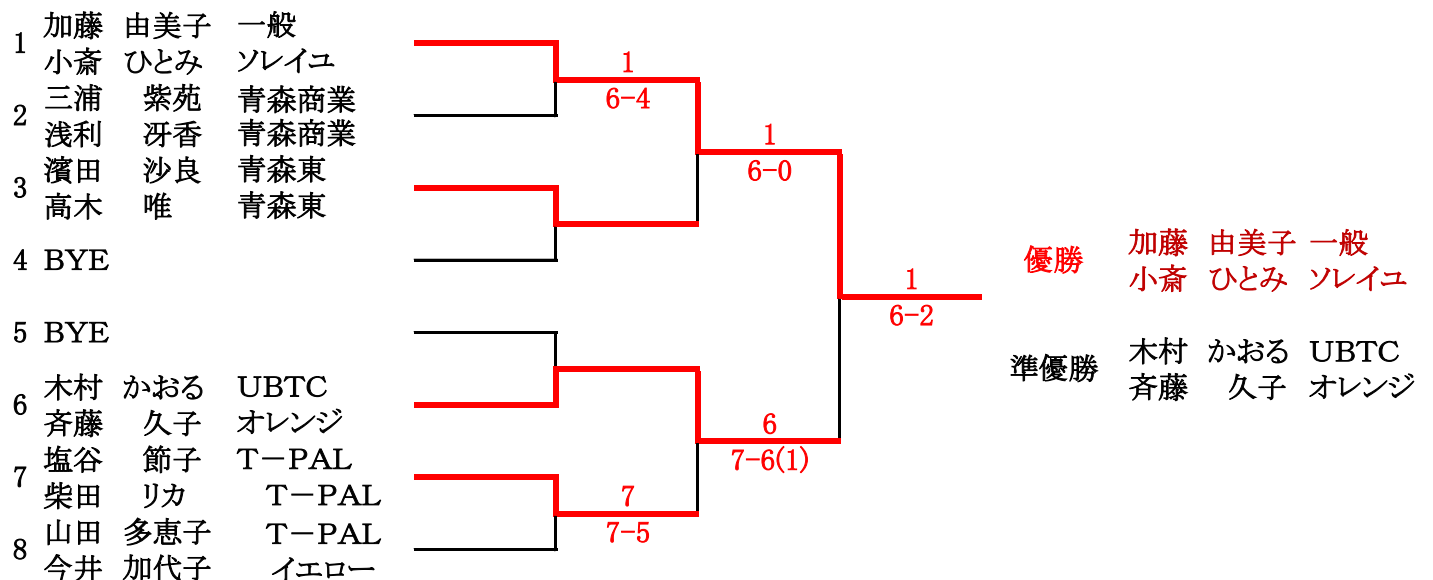 1 加藤 由美子 一般
小斎 ひとみ ソレイユ
2 三浦 紫苑 青森商業
浅利 冴香 青森商業
3 濱田 沙良 青森東
高木 唯 青森東
4 BYE
5 BYE
6 木村 かおる UBTC
斉藤 久子 オレンジ
7 塩谷 節子 T－PAL
柴田 リカ T－PAL
8 山田 多恵子 T－PAL
今井 加代子 イエロー
1
6-4
7
7-5
1
6-0
6
7-6(1)
1
6-2
優勝 加藤 由美子 一般
小斎 ひとみ ソレイユ
準優勝 木村 かおる UBTC
斉藤 久子 オレンジ